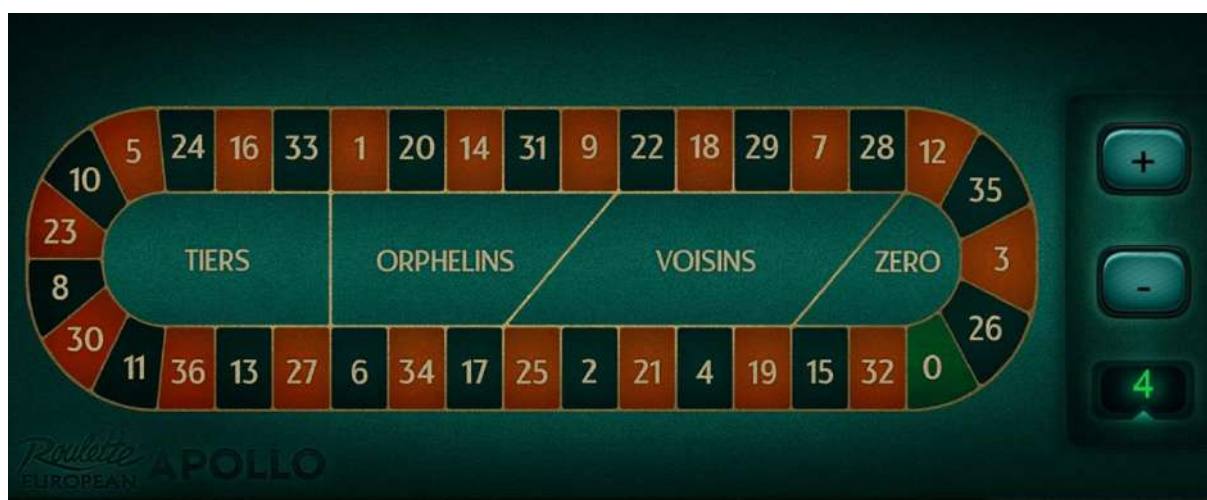 5 24 16 33 1 20 14 31 9 22 18 29 7 28 12
10 35
23 TIERS ORPHELINS VOISINS ZERO 3
8 26
30 11 36 13 27 6 34 17 25 2 21 4 19 15 32 0
+
-
4
Roulette
EUROPEAN APOLLO